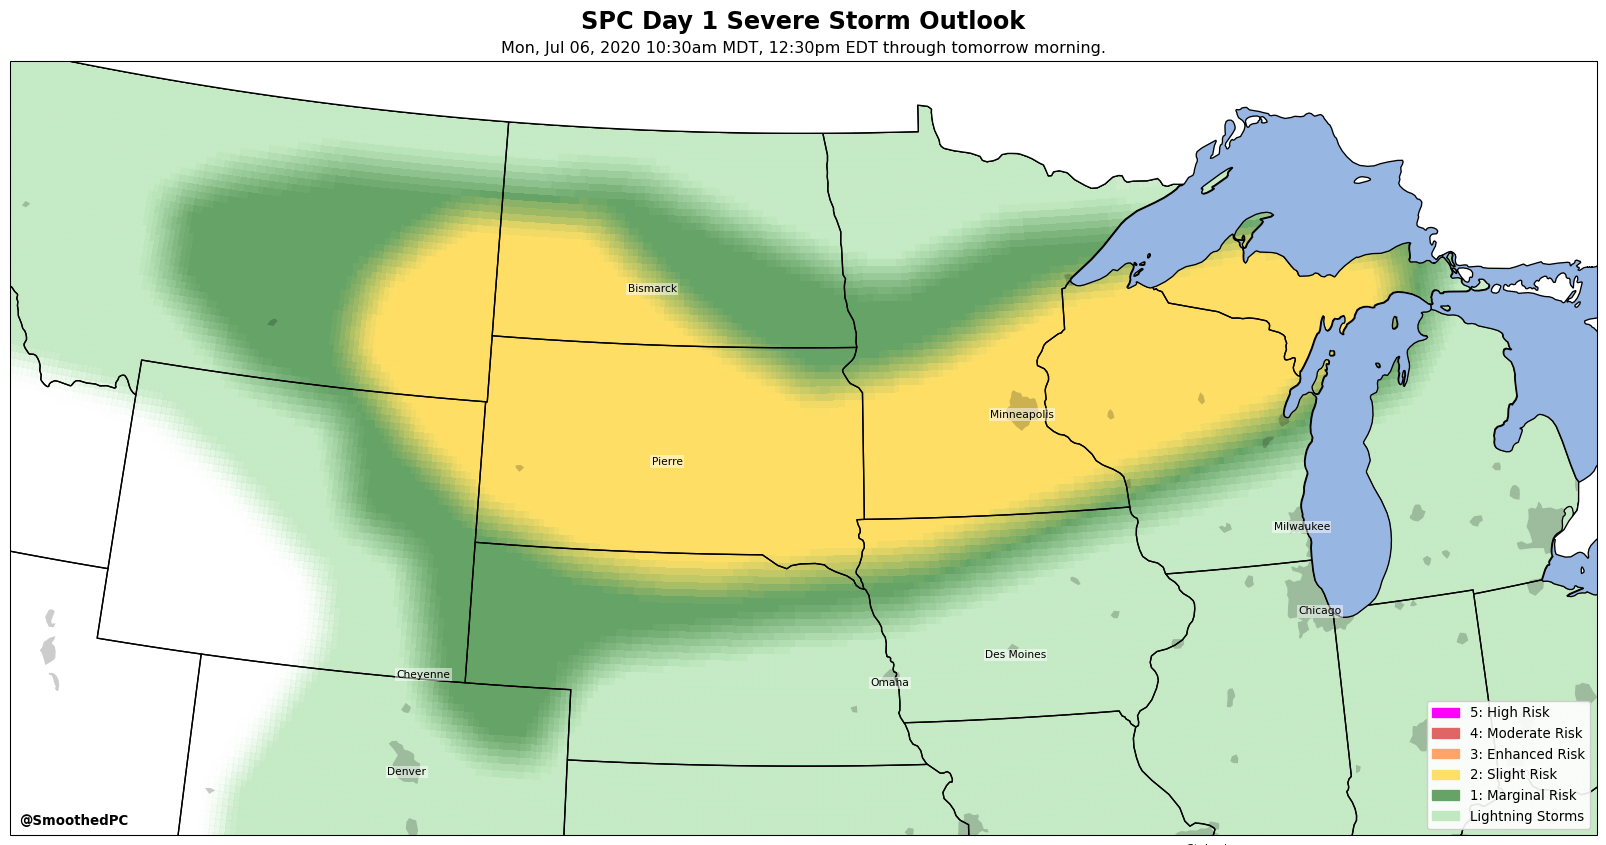 SPC Day 1 Severe Storm Outlook
Mon, Jul 06, 2020 10:30am MDT, 12:30pm EDT through tomorrow morning.
Bismarck
Minneapolis
Pierre
Milwaukee
Chicago
Des Moines
Cheyenne
Omaha
Denver
5: High Risk
4: Moderate Risk
3: Enhanced Risk
2: Slight Risk
1: Marginal Risk
Lightning Storms
@SmoothedPC